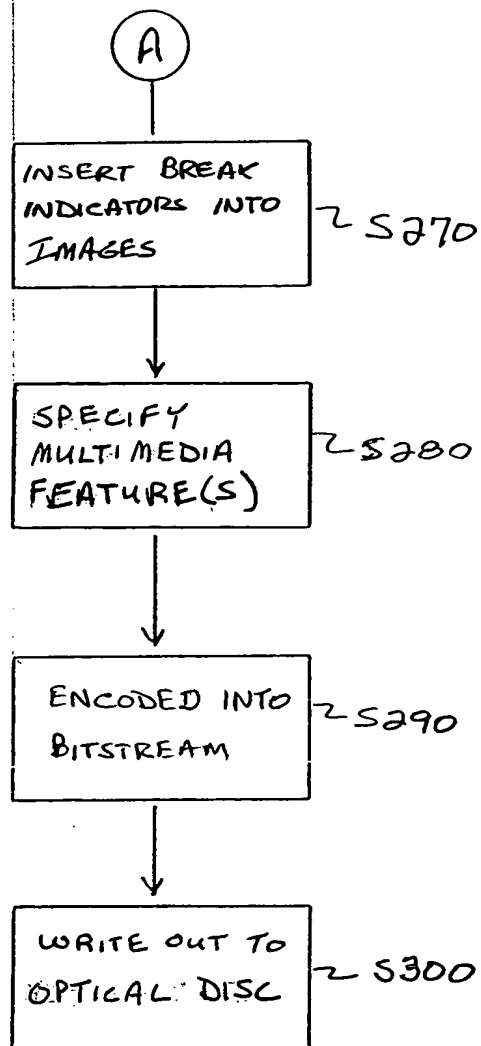 A
INSERT BREAK
INDICATORS INTO
IMAGES
S270
SPECIFY
MULTIMEDIA
FEATURE(S)
S280
ENCODED INTO
BITSTREAM
S290
WRITE OUT TO
OPTICAL DISC
S300